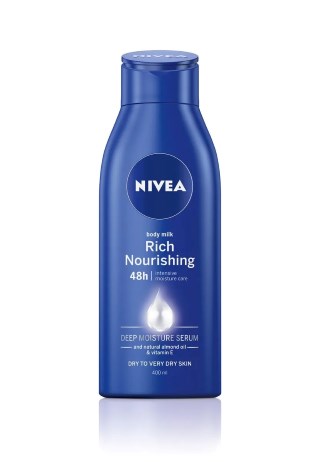 NIVEA
body milk
Rich
Nourishing
48h | intensive
moisture care
DEEP MOISTURE SERUM
and natural almond oil
& vitamin E
DRY TO VERY DRY SKIN
400 ml